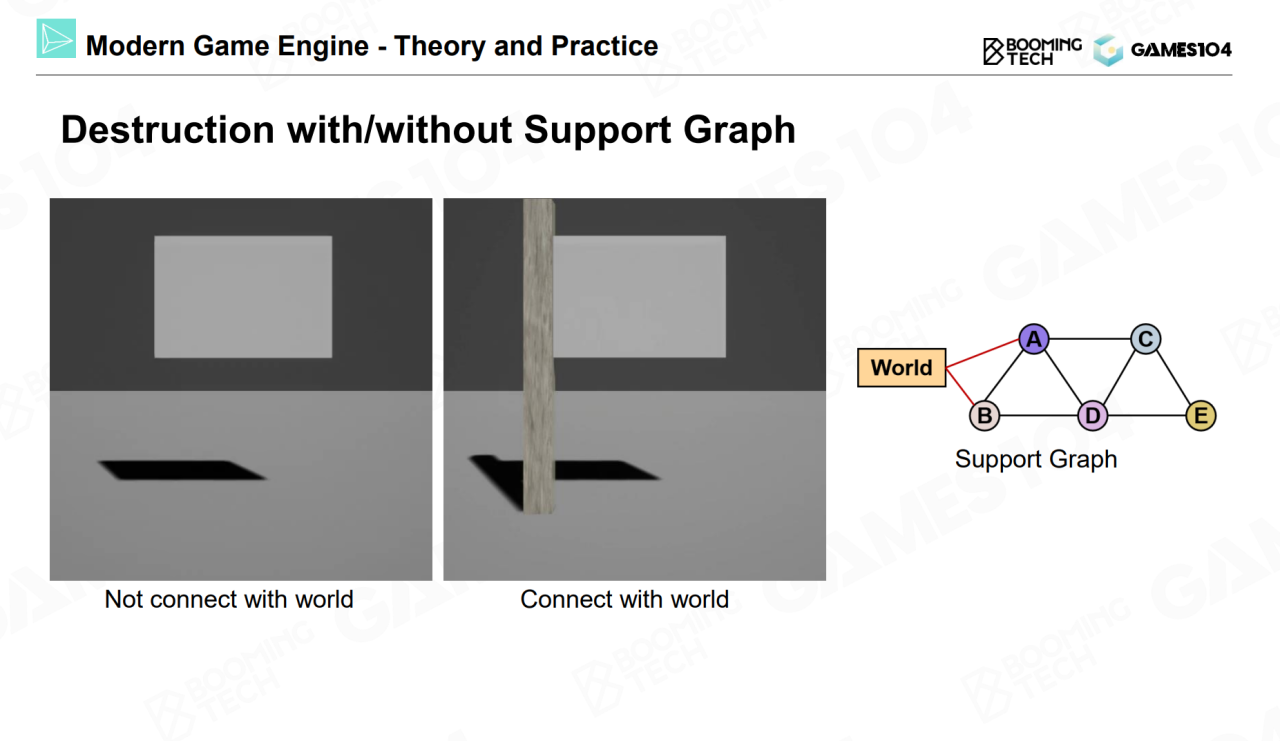 Modern Game Engine - Theory and Practice
BOOMING
TECH
GAMES104
Destruction with/without Support Graph
World
A
C
B
D
E
Support Graph
Not connect with world
Connect with world